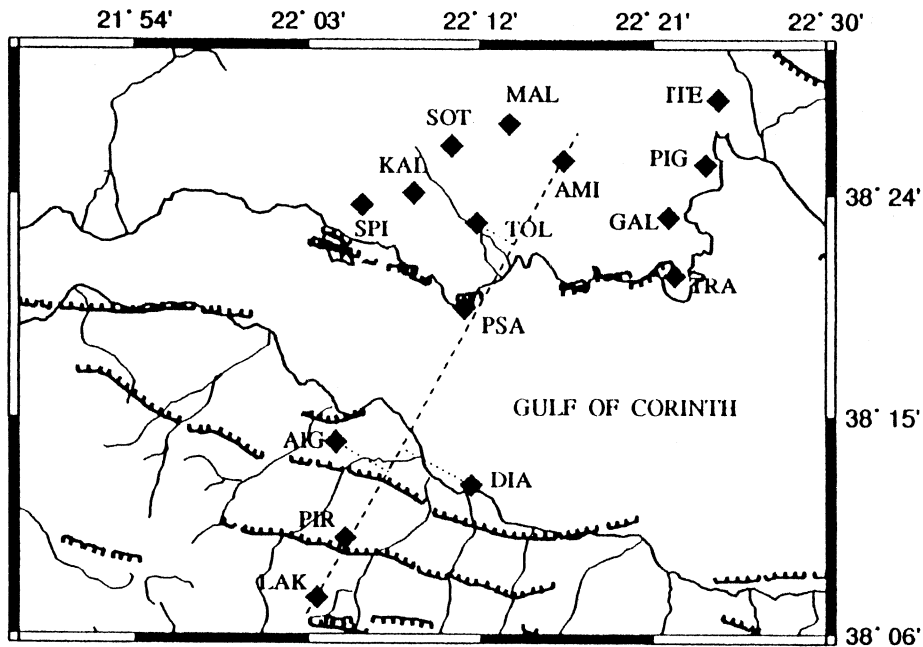 21° 54' 22° 03' 22° 12' 22° 21' 22° 30'
MAL
ITE
SOT
PIG
KAL
AMI
38° 24'
SPI
TOL
GAL
TRA
PSA
GULF OF CORINTH
38° 15'
AIG
DIA
PIR
LAK
38° 06'